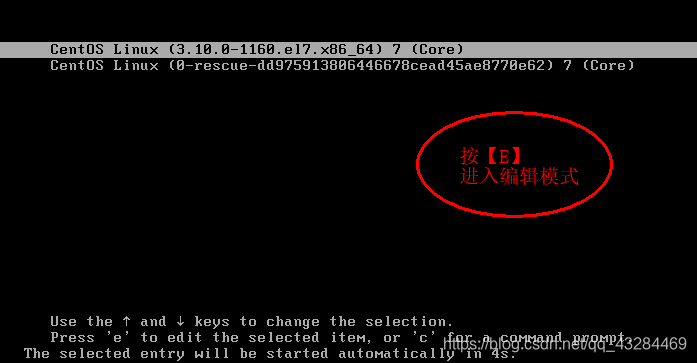 CentOS Linux (3.10.0-1160.el7.x86_64) 7 (Core)
CentOS Linux (0-rescue-dd975913806446678cead45ae8770e62) 7 (Core)
按【E】
进入编辑模式
Use the ↑ and ↓ keys to change the selection.
Press 'e' to edit the selected item, or 'c' for a command prompt.
The selected entry will be started automatically in 4s.
https://blog.csdn.net/qq_43284469